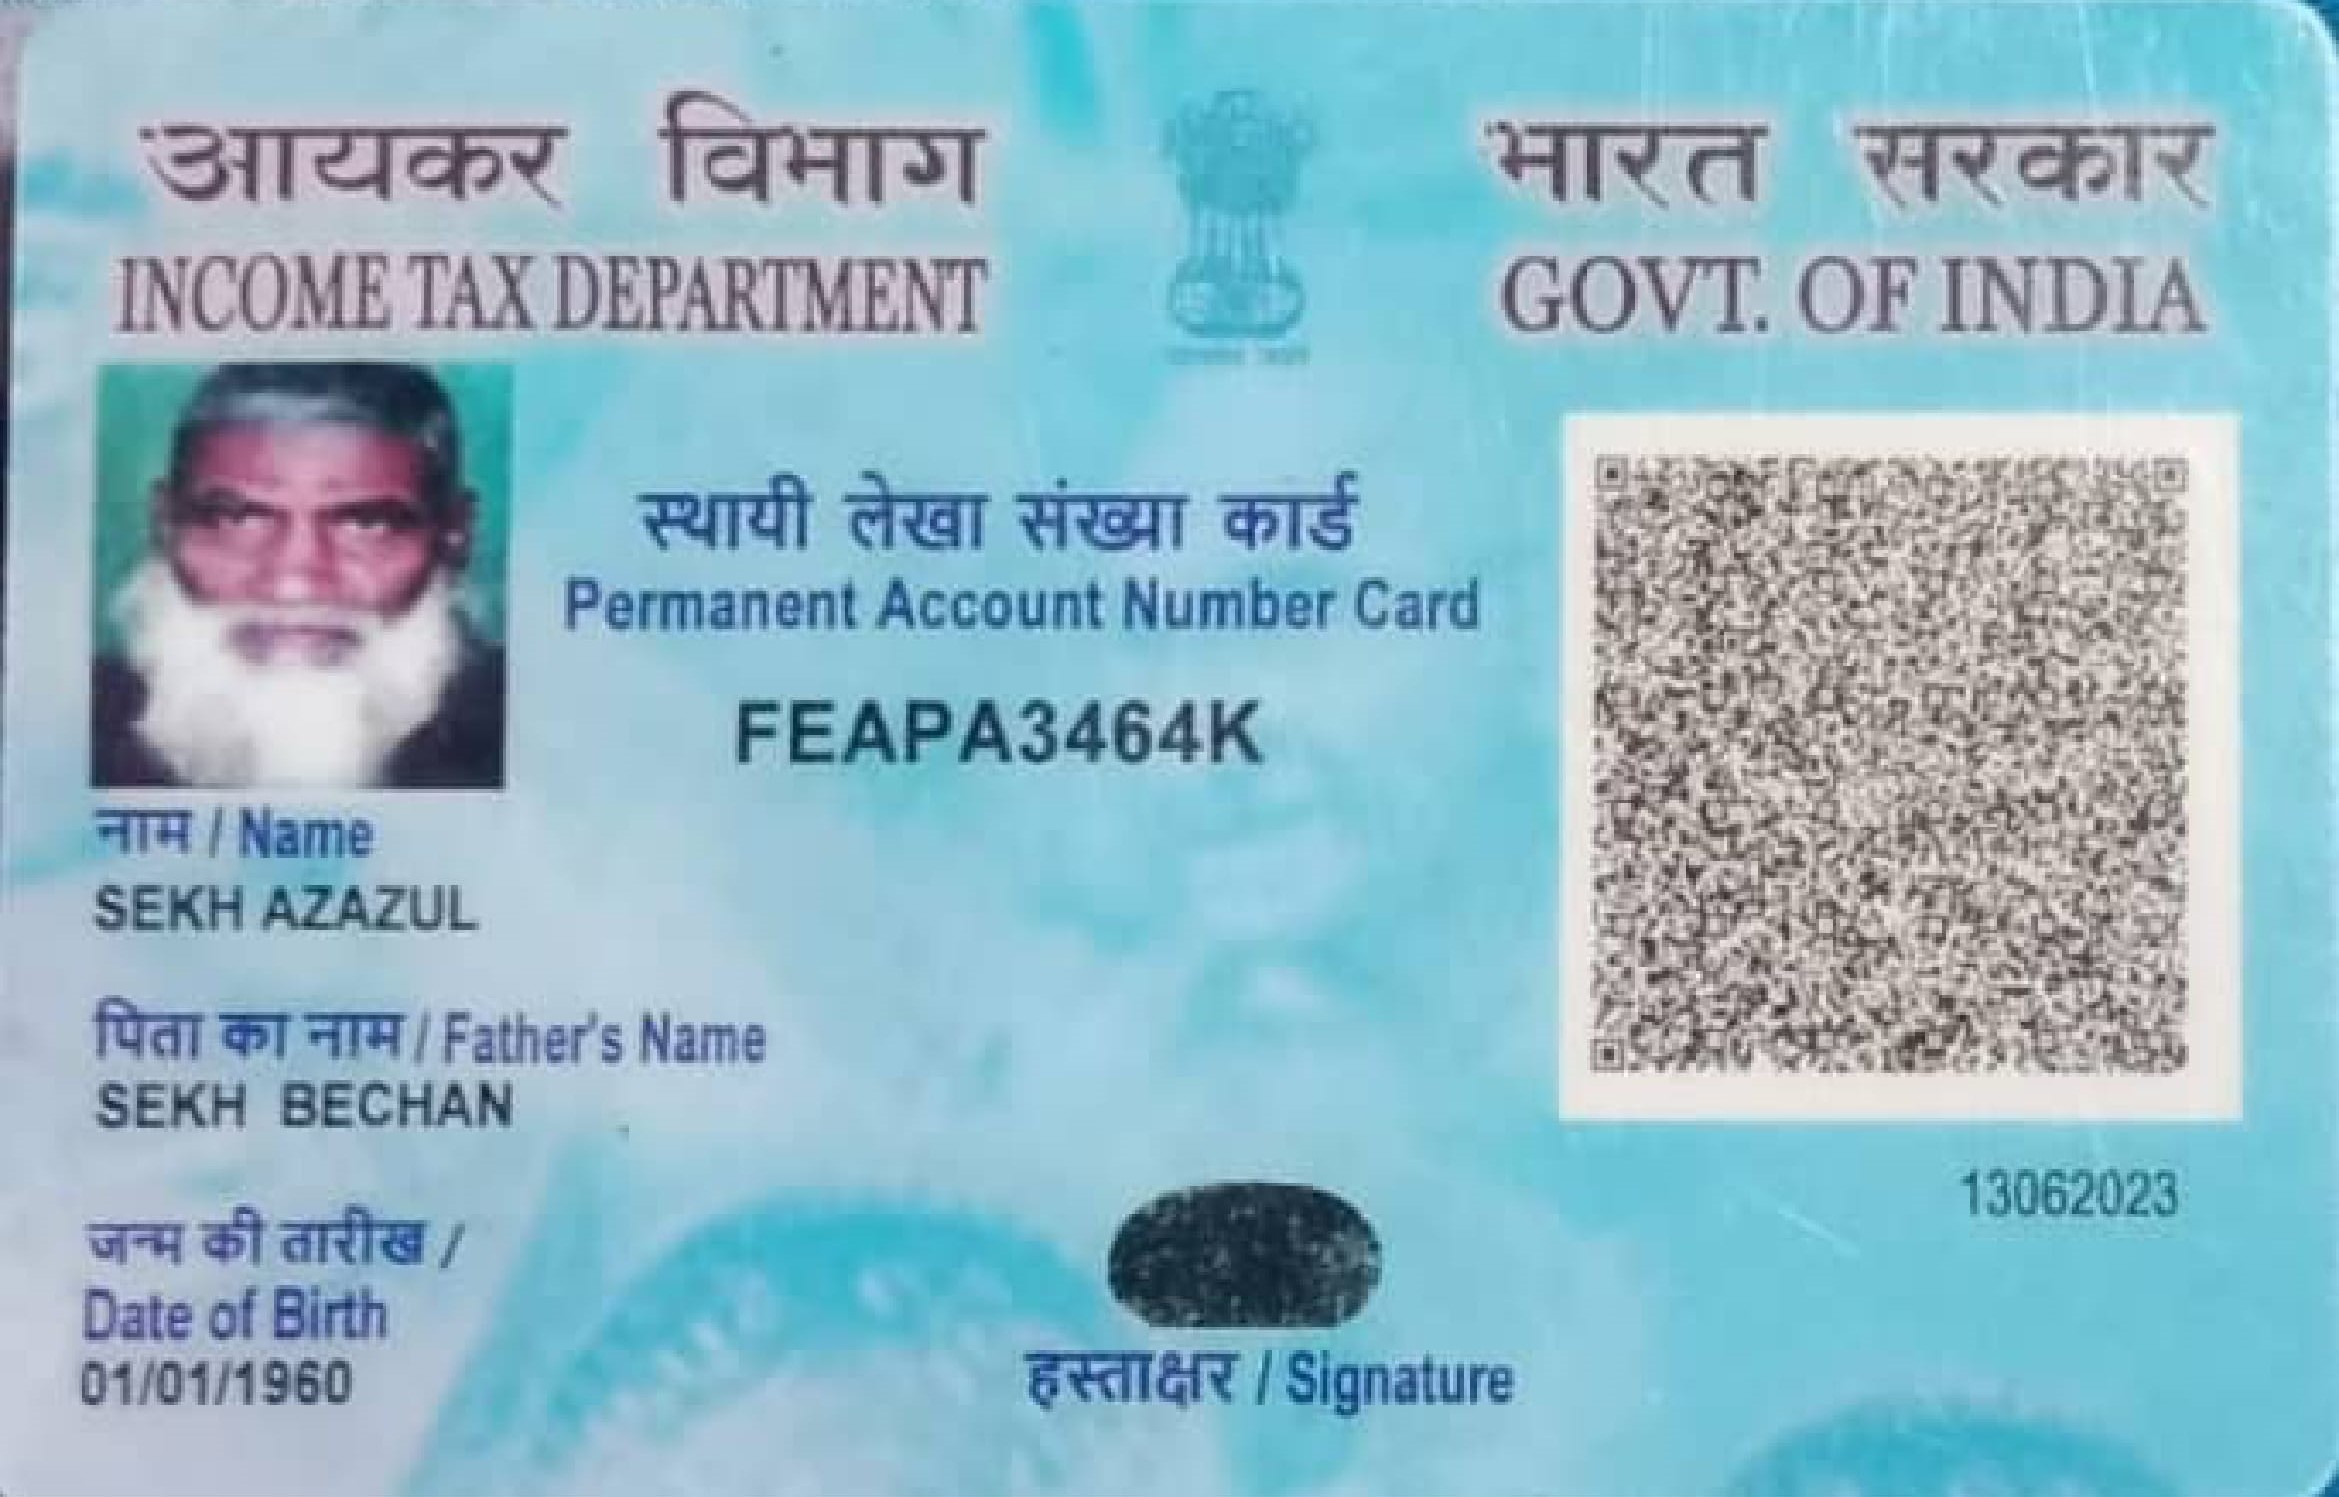 आयकर विभाग
INCOME TAX DEPARTMENT
भारत सरकार
GOVT. OF INDIA
स्थायी लेखा संख्या कार्ड
Permanent Account Number Card
FEAPA3464K
नाम / Name
SEKH AZAZUL
पिता का नाम / Father's Name
SEKH BECHAN
जन्म की तारीख /
Date of Birth
01/01/1960
हस्ताक्षर / Signature
13062023